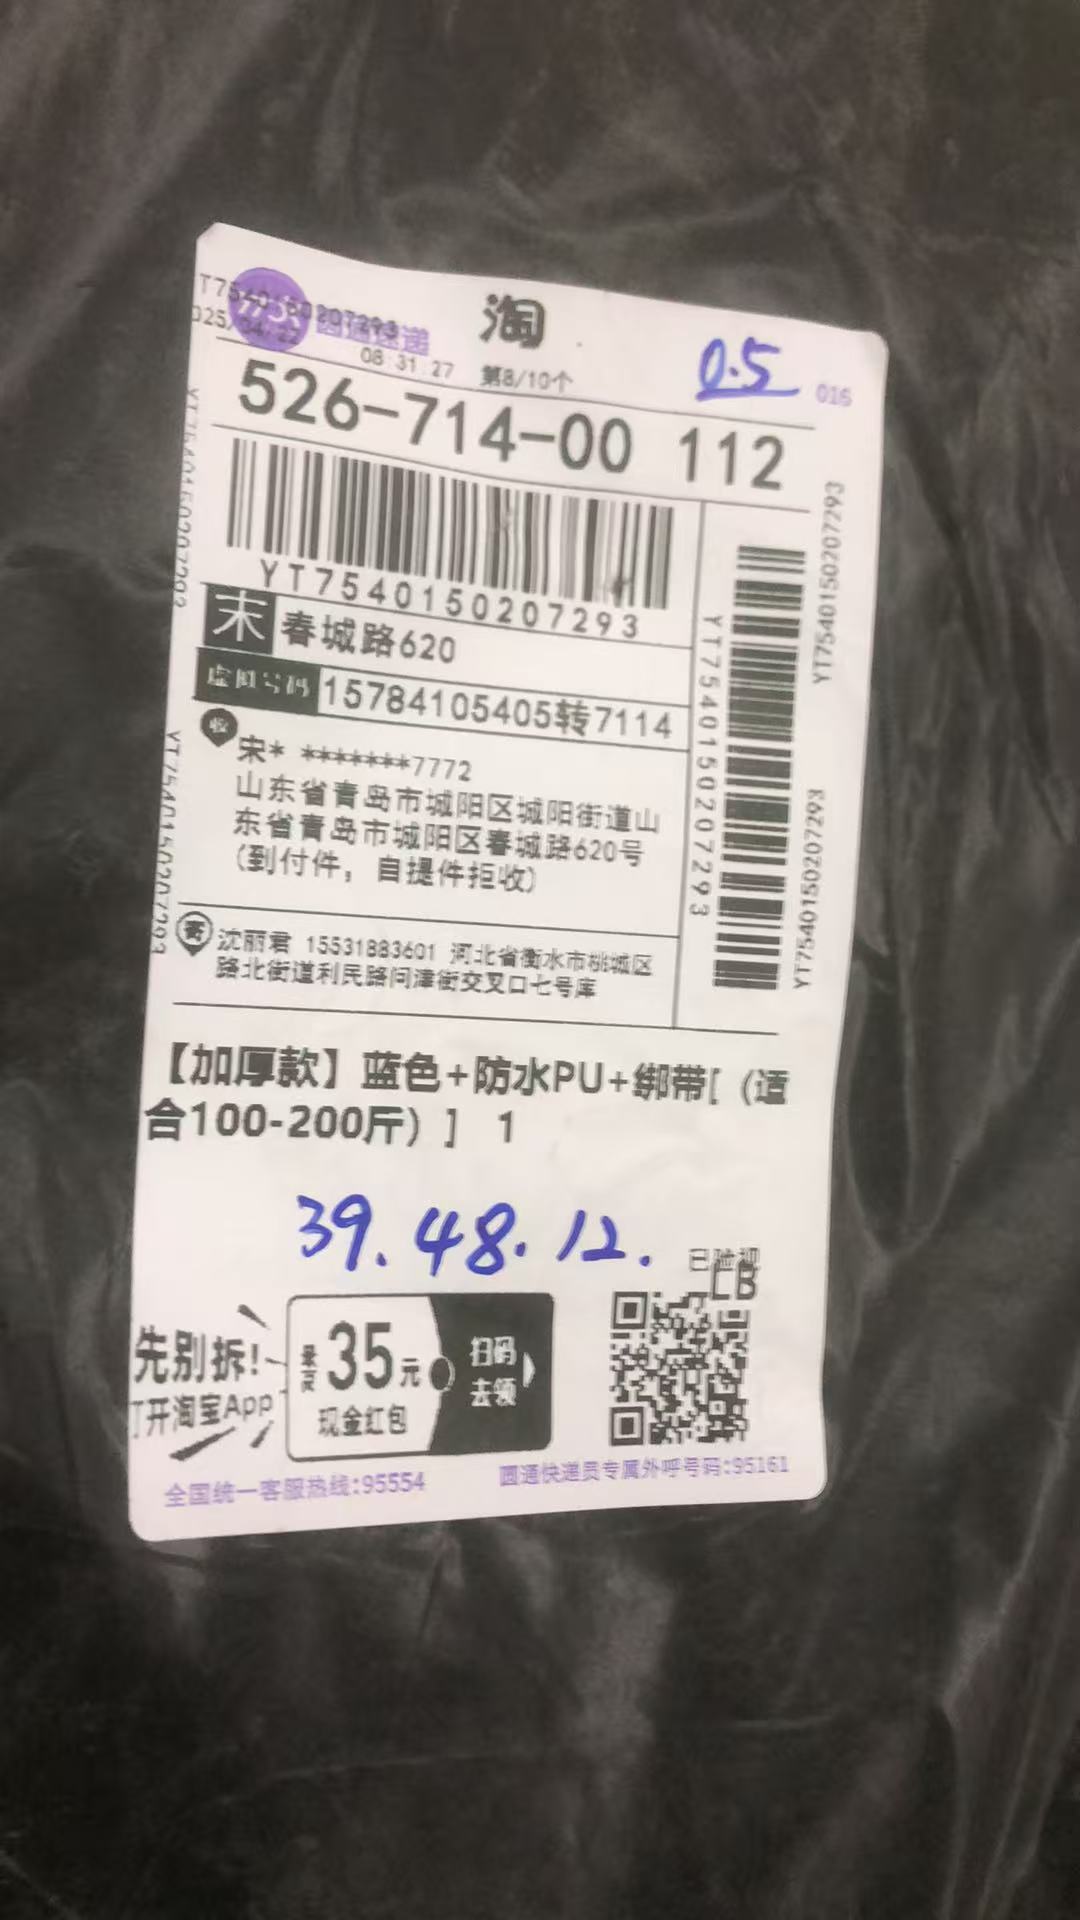 淘
08:31:27
第8/10个
0.5
016
526-714-00 112
YT7540150207293
末 春城路620
虚拟号码 15784105405转7114
收
宋* *******7772
山东省青岛市城阳区城阳街道山
东省青岛市城阳区春城路620号
(到付件，自提件拒收)
寄
沈丽君 15531883601 河北省衡水市桃城区
路北街道利民路问津街交叉口七号库
YT7540150207293
YT7540150207293
YT7540150207293
【加厚款】蓝色+防水PU+绑带[（适
合100-200斤）] 1
39.48.12.
已验视
先别拆!
打开淘宝App
最高35元
现金红包
扫码
去领
全国统一客服热线:95554
圆通快递员专属外呼号码:95161